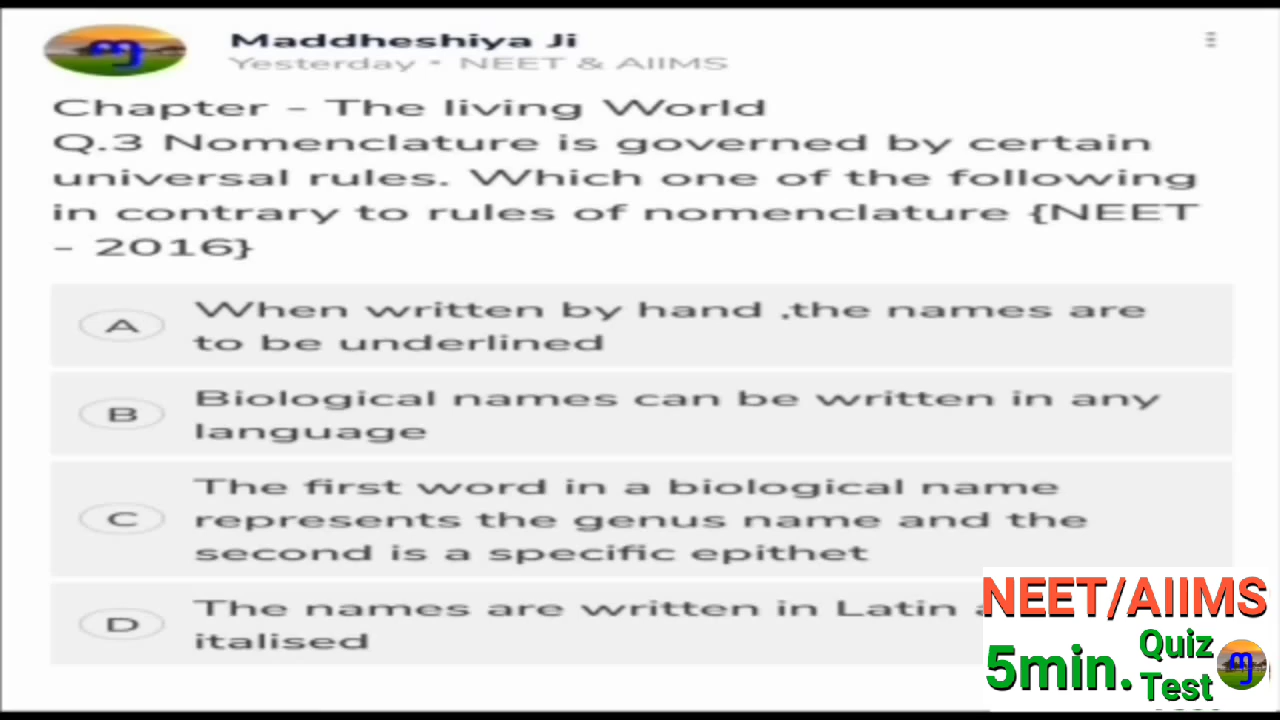 Maddheshiya Ji
Yesterday • NEET & AIIMS
Chapter - The living World
Q.3 Nomenclature is governed by certain
universal rules. Which one of the following
in contrary to rules of nomenclature {NEET
- 2016}
A When written by hand ,the names are
to be underlined
B Biological names can be written in any
language
C The first word in a biological name
represents the genus name and the
second is a specific epithet
D The names are written in Latin
italised
NEET/AIIMS
5min. Quiz
Test